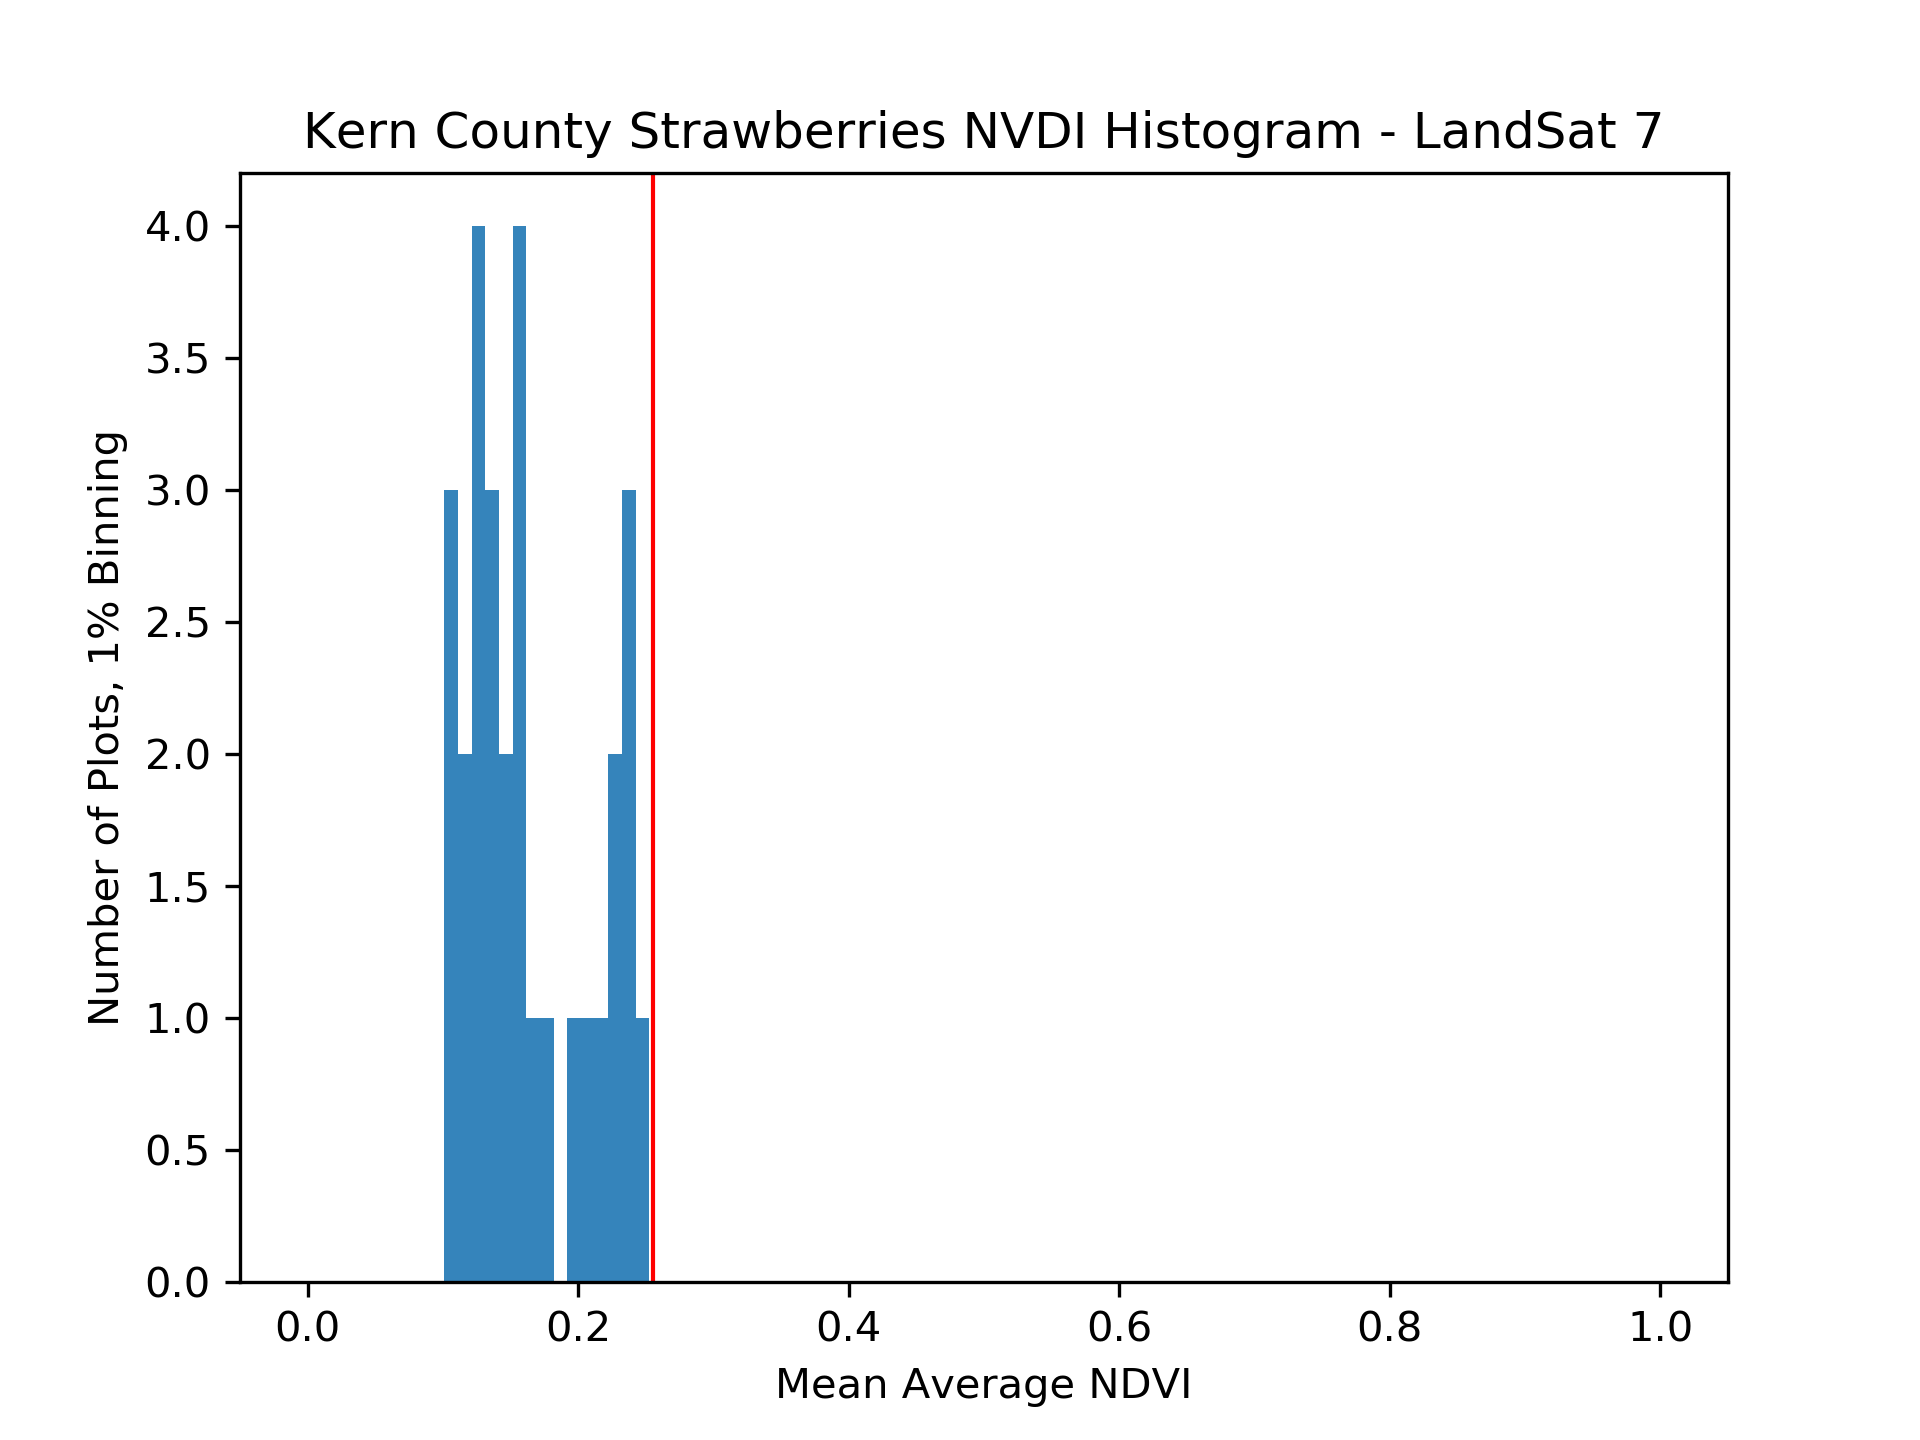 Kern County Strawberries NVDI Histogram - LandSat 7
4.0
3.5
3.0
2.5
2.0
1.5
1.0
0.5
0.0
Number of Plots, 1% Binning
0.0 0.2 0.4 0.6 0.8 1.0
Mean Average NDVI